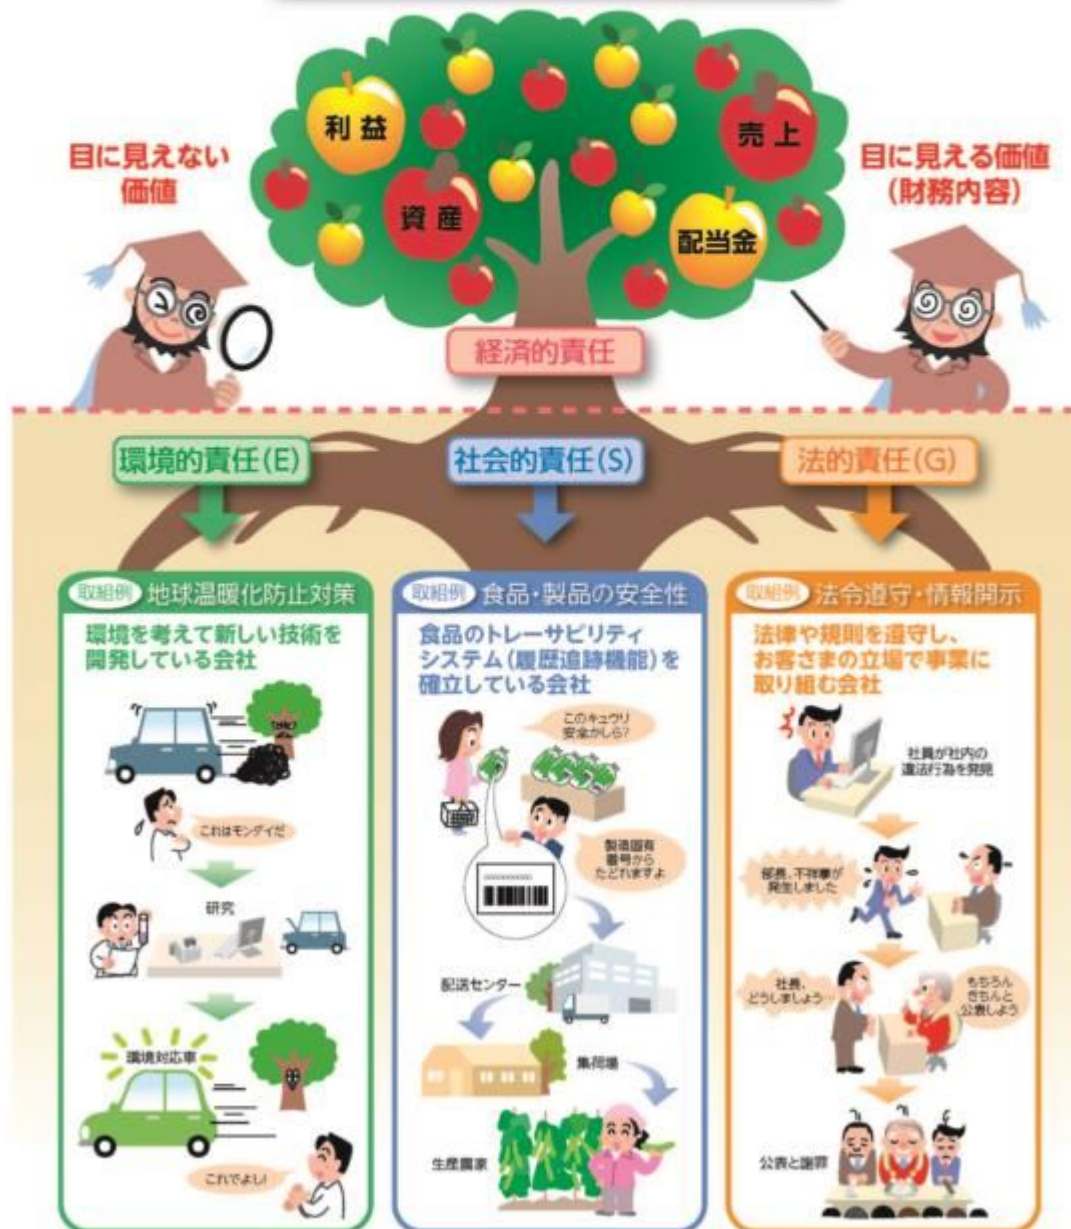 利益
売上
資産
配当金
目に見えない
価値
目に見える価値
(財務内容)
経済的責任
環境的責任(E)
社会的責任(S)
法的責任(G)
取組例 地球温暖化防止対策
環境を考えて新しい技術を
開発している会社
これはモンダイだ
研究
環境対応車
これでよし!
取組例 食品・製品の安全性
食品のトレーサビリティ
システム(履歴追跡機能)を
確立している会社
このキュウリ
安全かしら?
製造固有
番号から
たどれますよ
配送センター
集荷場
生産農家
取組例 法令遵守・情報開示
法律や規則を遵守し、
お客さまの立場で事業に
取り組む会社
社員が社内の
違法行為を発見
部長、不祥事が
発生しました
社長、
どうしましょう…
もちろん
きちんと
公表しよう
公表と謝罪